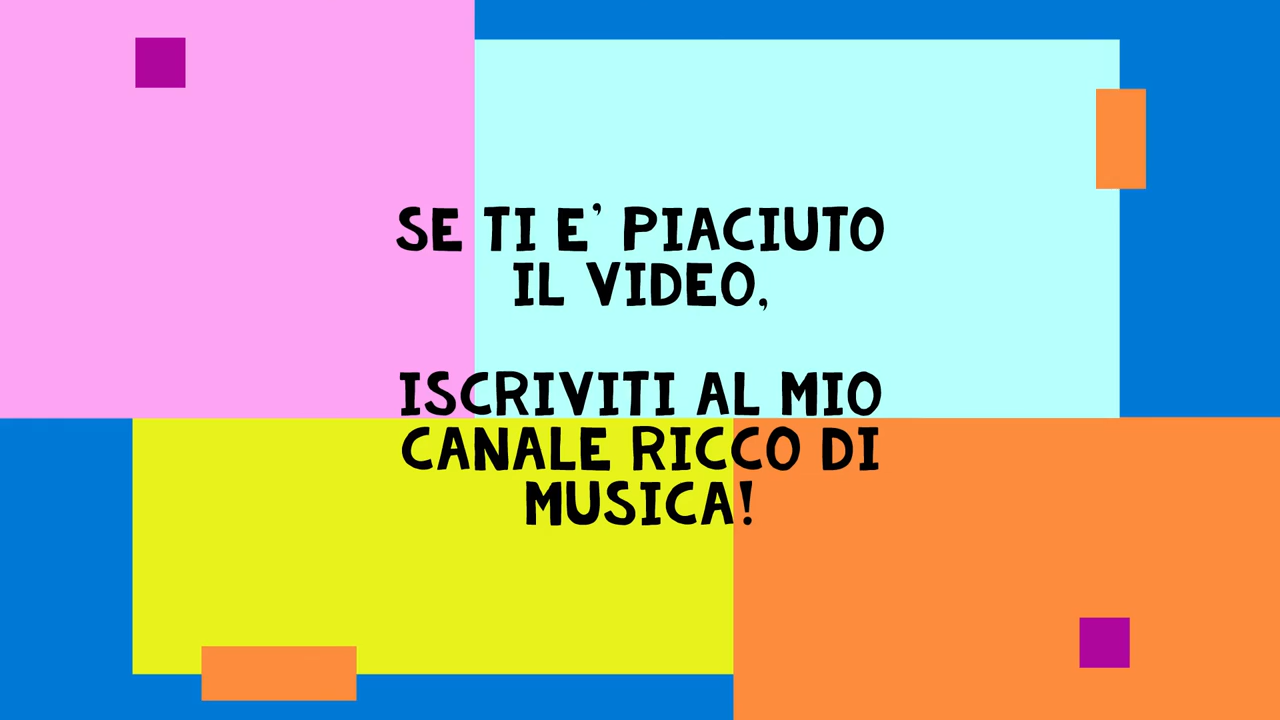 SE TI E' PIACIUTO
IL VIDEO,
ISCRIVITI AL MIO
CANALE RICCO DI
MUSICA!